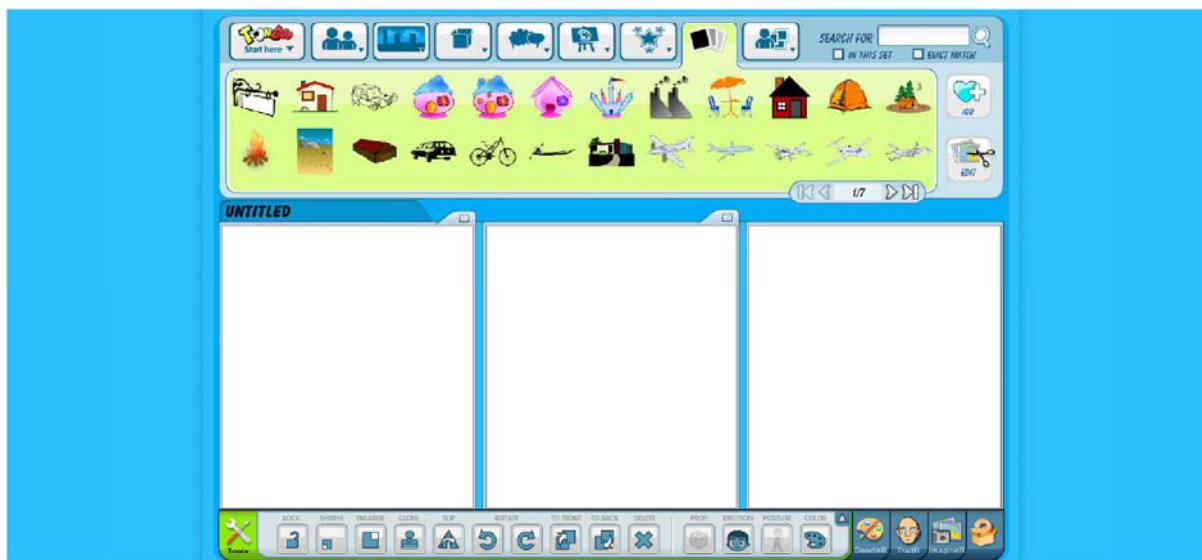 Start here
SEARCH FOR
IN THIS SET
EXACT MATCH
ADD
EDIT
1/7
UNTITLED
LOCK SHRINK ENLARGE CLONE FLIP ROTATE TO FRONT TO BACK DELETE PROP EMOTION POSTURE COLOR
Tools DoodleR TraitR ImagineR